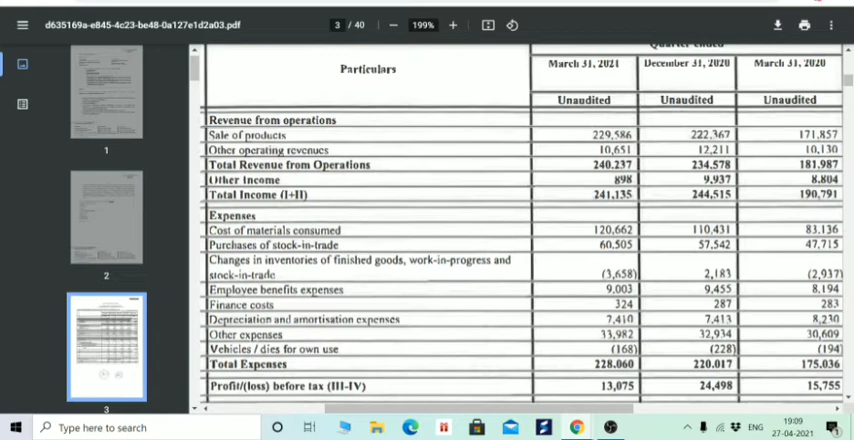 d635169a-e845-4c23-be48-0a127e1d2a03.pdf 3 / 40 199%
Quarter ended
Particulars March 31, 2021 December 31, 2020 March 31, 2020
Unaudited Unaudited Unaudited
Revenue from operations
Sale of products 229,586 222,367 171,857
Other operating revenues 10,651 12,211 10,130
Total Revenue from Operations 240,237 234,578 181,987
Other Income 898 9,937 8,804
Total Income (I+II) 241,135 244,515 190,791
Expenses
Cost of materials consumed 120,662 110,431 83,136
Purchases of stock-in-trade 60,505 57,542 47,715
Changes in inventories of finished goods, work-in-progress and
stock-in-trade (3,658) 2,183 (2,937)
Employee benefits expenses 9,003 9,455 8,194
Finance costs 324 287 283
Depreciation and amortisation expenses 7,410 7,413 8,230
Other expenses 33,982 32,934 30,609
Vehicles / dies for own use (168) (228) (194)
Total Expenses 228,060 220,017 175,036
Profit/(loss) before tax (III-IV) 13,075 24,498 15,755
1
2
3
Type here to search
ENG
19:09
27-04-2021